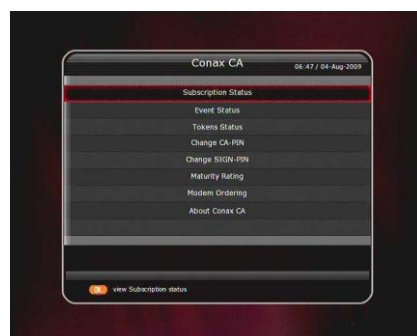 Conax CA
06:47 / 04-Aug-2009
Subscription Status
Event Status
Tokens Status
Change CA-PIN
Change SIGN-PIN
Maturity Rating
Modem Ordering
About Conax CA
OK view Subscription status